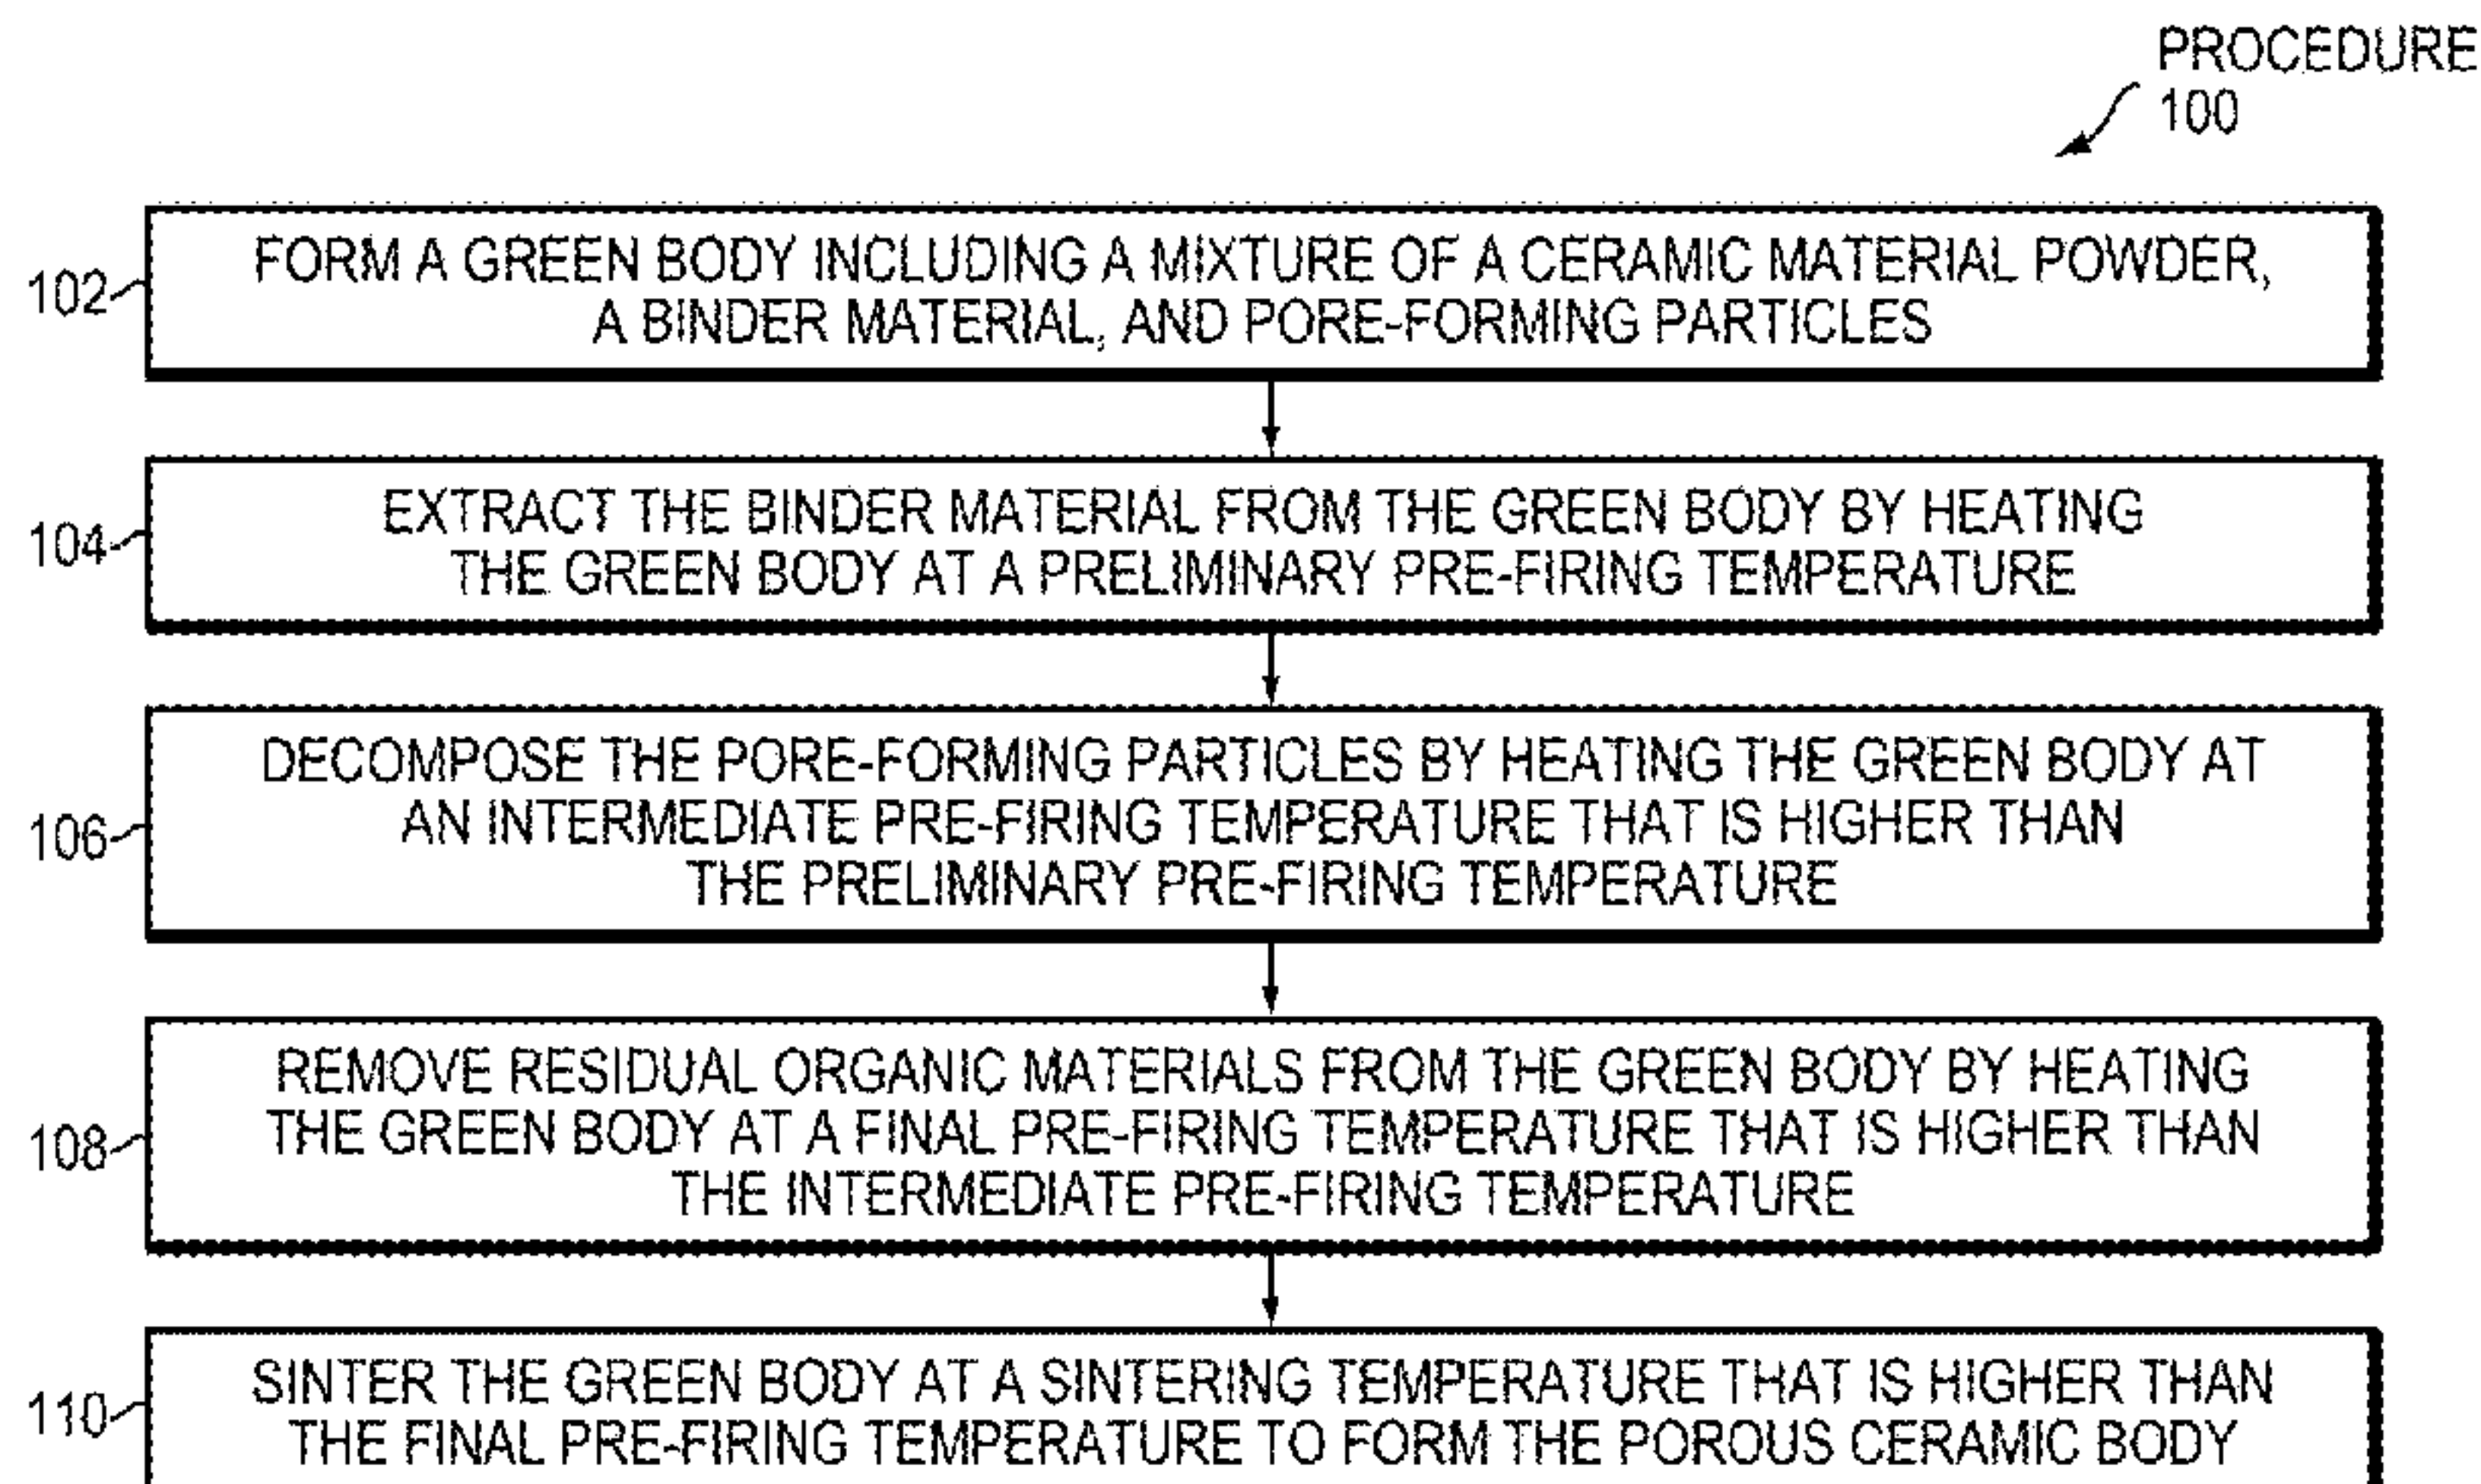 PROCEDURE
100
102
FORM A GREEN BODY INCLUDING A MIXTURE OF A CERAMIC MATERIAL POWDER,
A BINDER MATERIAL, AND PORE-FORMING PARTICLES
104
EXTRACT THE BINDER MATERIAL FROM THE GREEN BODY BY HEATING
THE GREEN BODY AT A PRELIMINARY PRE-FIRING TEMPERATURE
106
DECOMPOSE THE PORE-FORMING PARTICLES BY HEATING THE GREEN BODY AT
AN INTERMEDIATE PRE-FIRING TEMPERATURE THAT IS HIGHER THAN
THE PRELIMINARY PRE-FIRING TEMPERATURE
108
REMOVE RESIDUAL ORGANIC MATERIALS FROM THE GREEN BODY BY HEATING
THE GREEN BODY AT A FINAL PRE-FIRING TEMPERATURE THAT IS HIGHER THAN
THE INTERMEDIATE PRE-FIRING TEMPERATURE
110
SINTER THE GREEN BODY AT A SINTERING TEMPERATURE THAT IS HIGHER THAN
THE FINAL PRE-FIRING TEMPERATURE TO FORM THE POROUS CERAMIC BODY